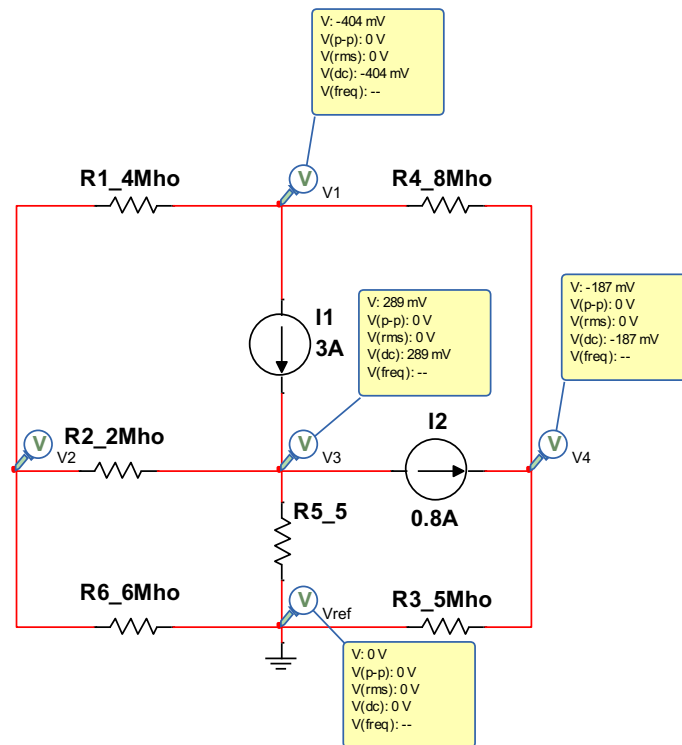 V: -404 mV
V(p-p): 0 V
V(rms): 0 V
V(dc): -404 mV
V(freq): --
R1_4Mho
V
V1
R4_8Mho
I1
3A
V: 289 mV
V(p-p): 0 V
V(rms): 0 V
V(dc): 289 mV
V(freq): --
V: -187 mV
V(p-p): 0 V
V(rms): 0 V
V(dc): -187 mV
V(freq): --
V
V2
R2_2Mho
V
V3
I2
0.8A
V
V4
R5_5
R6_6Mho
V
Vref
R3_5Mho
V: 0 V
V(p-p): 0 V
V(rms): 0 V
V(dc): 0 V
V(freq): --